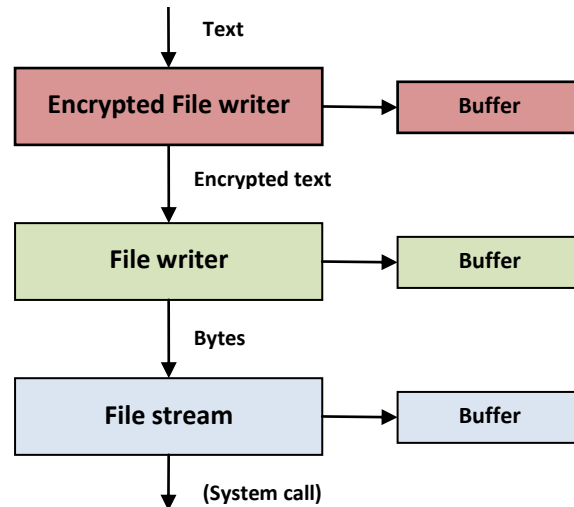 Text
Encrypted File writer
Buffer
Encrypted text
File writer
Buffer
Bytes
File stream
Buffer
(System call)